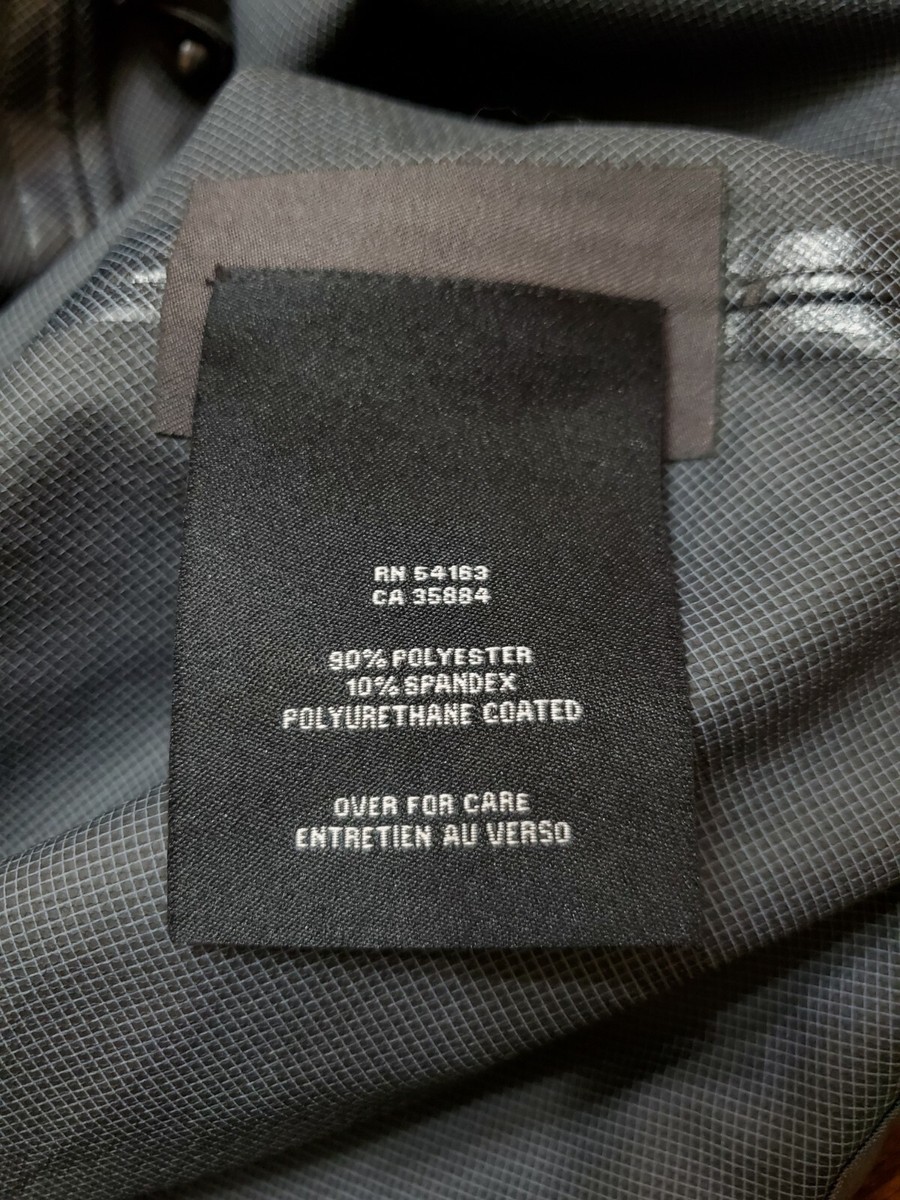 RN 54163
CA 35884
90% POLYESTER
10% SPANDEX
POLYURETHANE COATED
OVER FOR CARE
ENTRETIEN AU VERSO